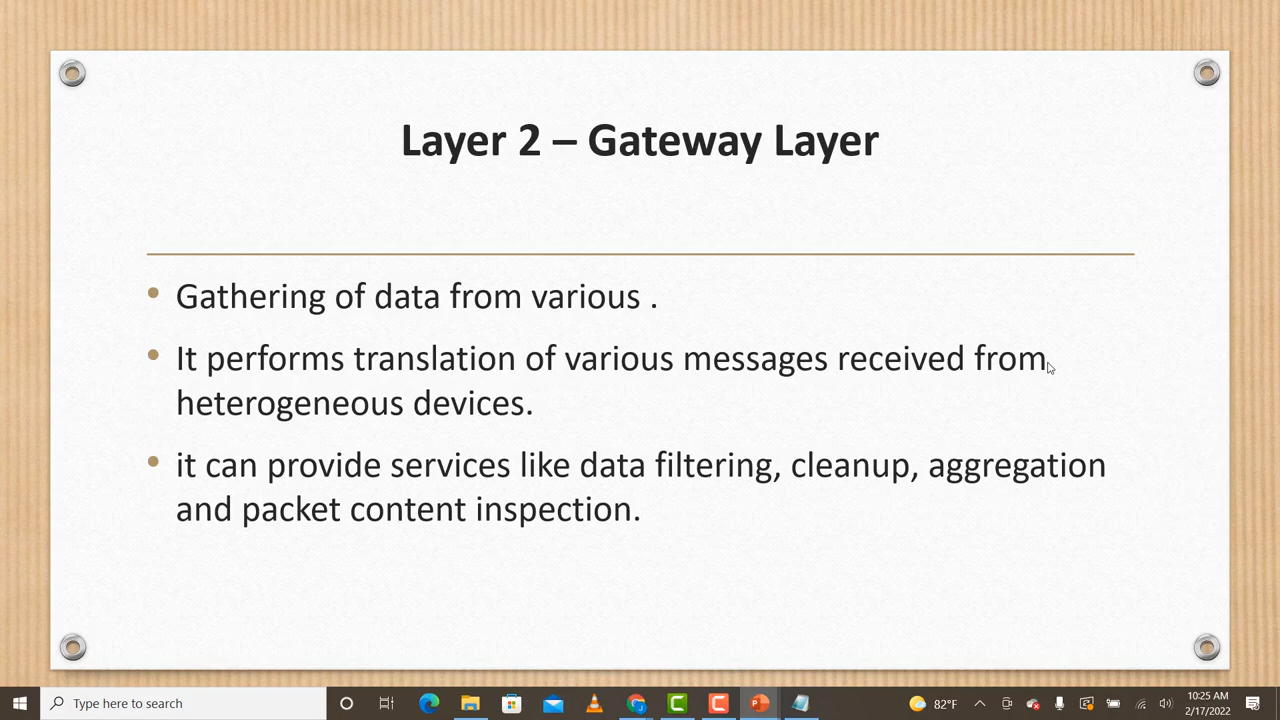 Layer 2 – Gateway Layer
Gathering of data from various .
It performs translation of various messages received from
heterogeneous devices.
it can provide services like data filtering, cleanup, aggregation
and packet content inspection.
Type here to search
82°F
10:25 AM
2/17/2022